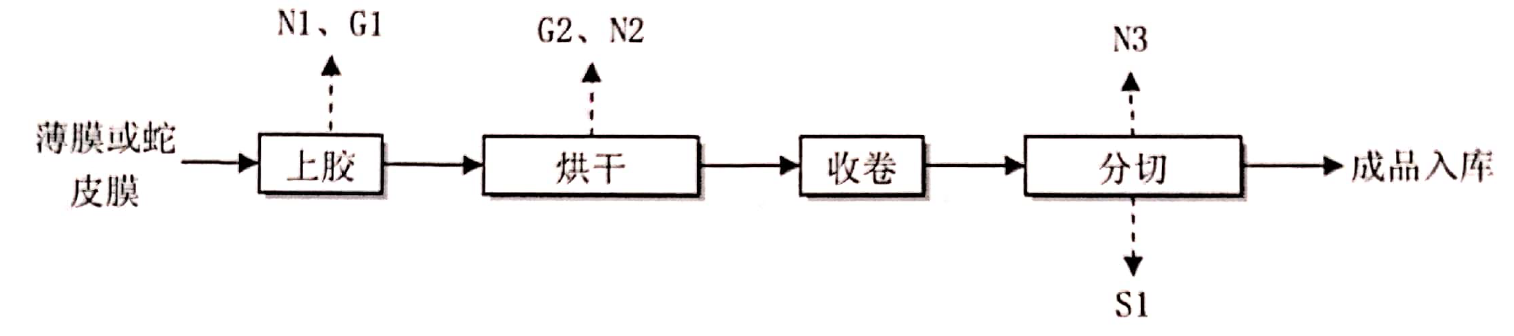 N1、G1
G2、N2
N3
薄膜或蛇
皮膜
上胶
烘干
收卷
分切
成品入库
S1